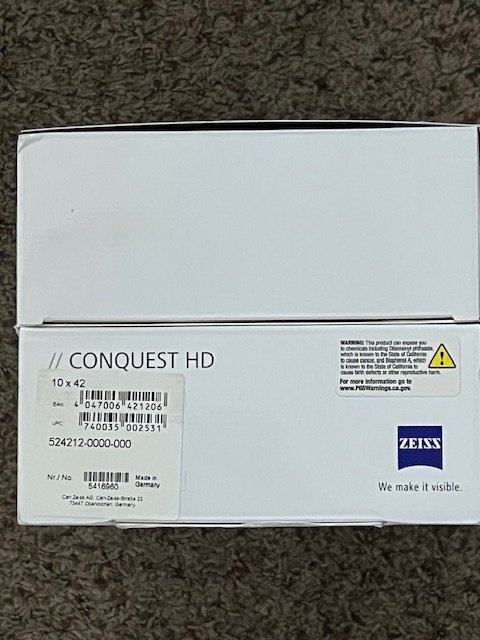 // CONQUEST HD
10 x 42
EAN: 4 047006 421206
UPC: 740035 002531
524212-0000-000
Nr./ No. 5416960 Made in
Germany
Carl Zeiss AG, Carl-Zeiss-Straße 22
73447 Oberkochen, Germany
WARNING: This product can expose you
to chemicals including Diisononyl phthalate,
which is known to the State of California
to cause cancer, and Bisphenol A, which
is known to the State of California to
cause birth defects or other reproductive harm.
For more information go to
www.P65Warnings.ca.gov.
ZEISS
We make it visible.